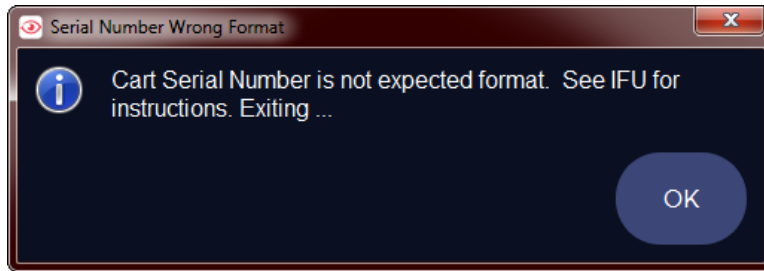 Serial Number Wrong Format
Cart Serial Number is not expected format.  See IFU for
instructions. Exiting ...
OK